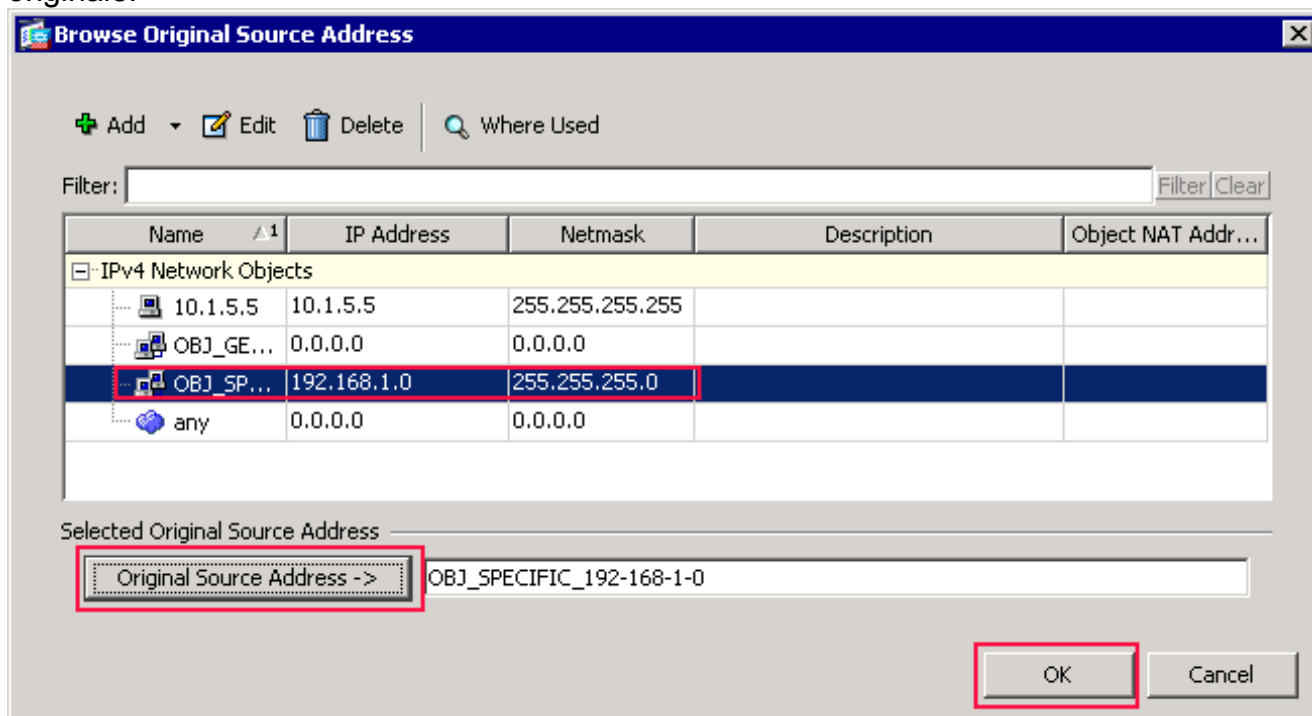 Browse Original Source Address
Add Edit Delete Where Used
Filter: Filter Clear
Name 1 IP Address Netmask Description Object NAT Addr...
IPv4 Network Objects
10.1.5.5 10.1.5.5 255.255.255.255
OBJ_GE... 0.0.0.0 0.0.0.0
OBJ_SP... 192.168.1.0 255.255.255.0
any 0.0.0.0 0.0.0.0
Selected Original Source Address
Original Source Address -> OBJ_SPECIFIC_192-168-1-0
OK Cancel